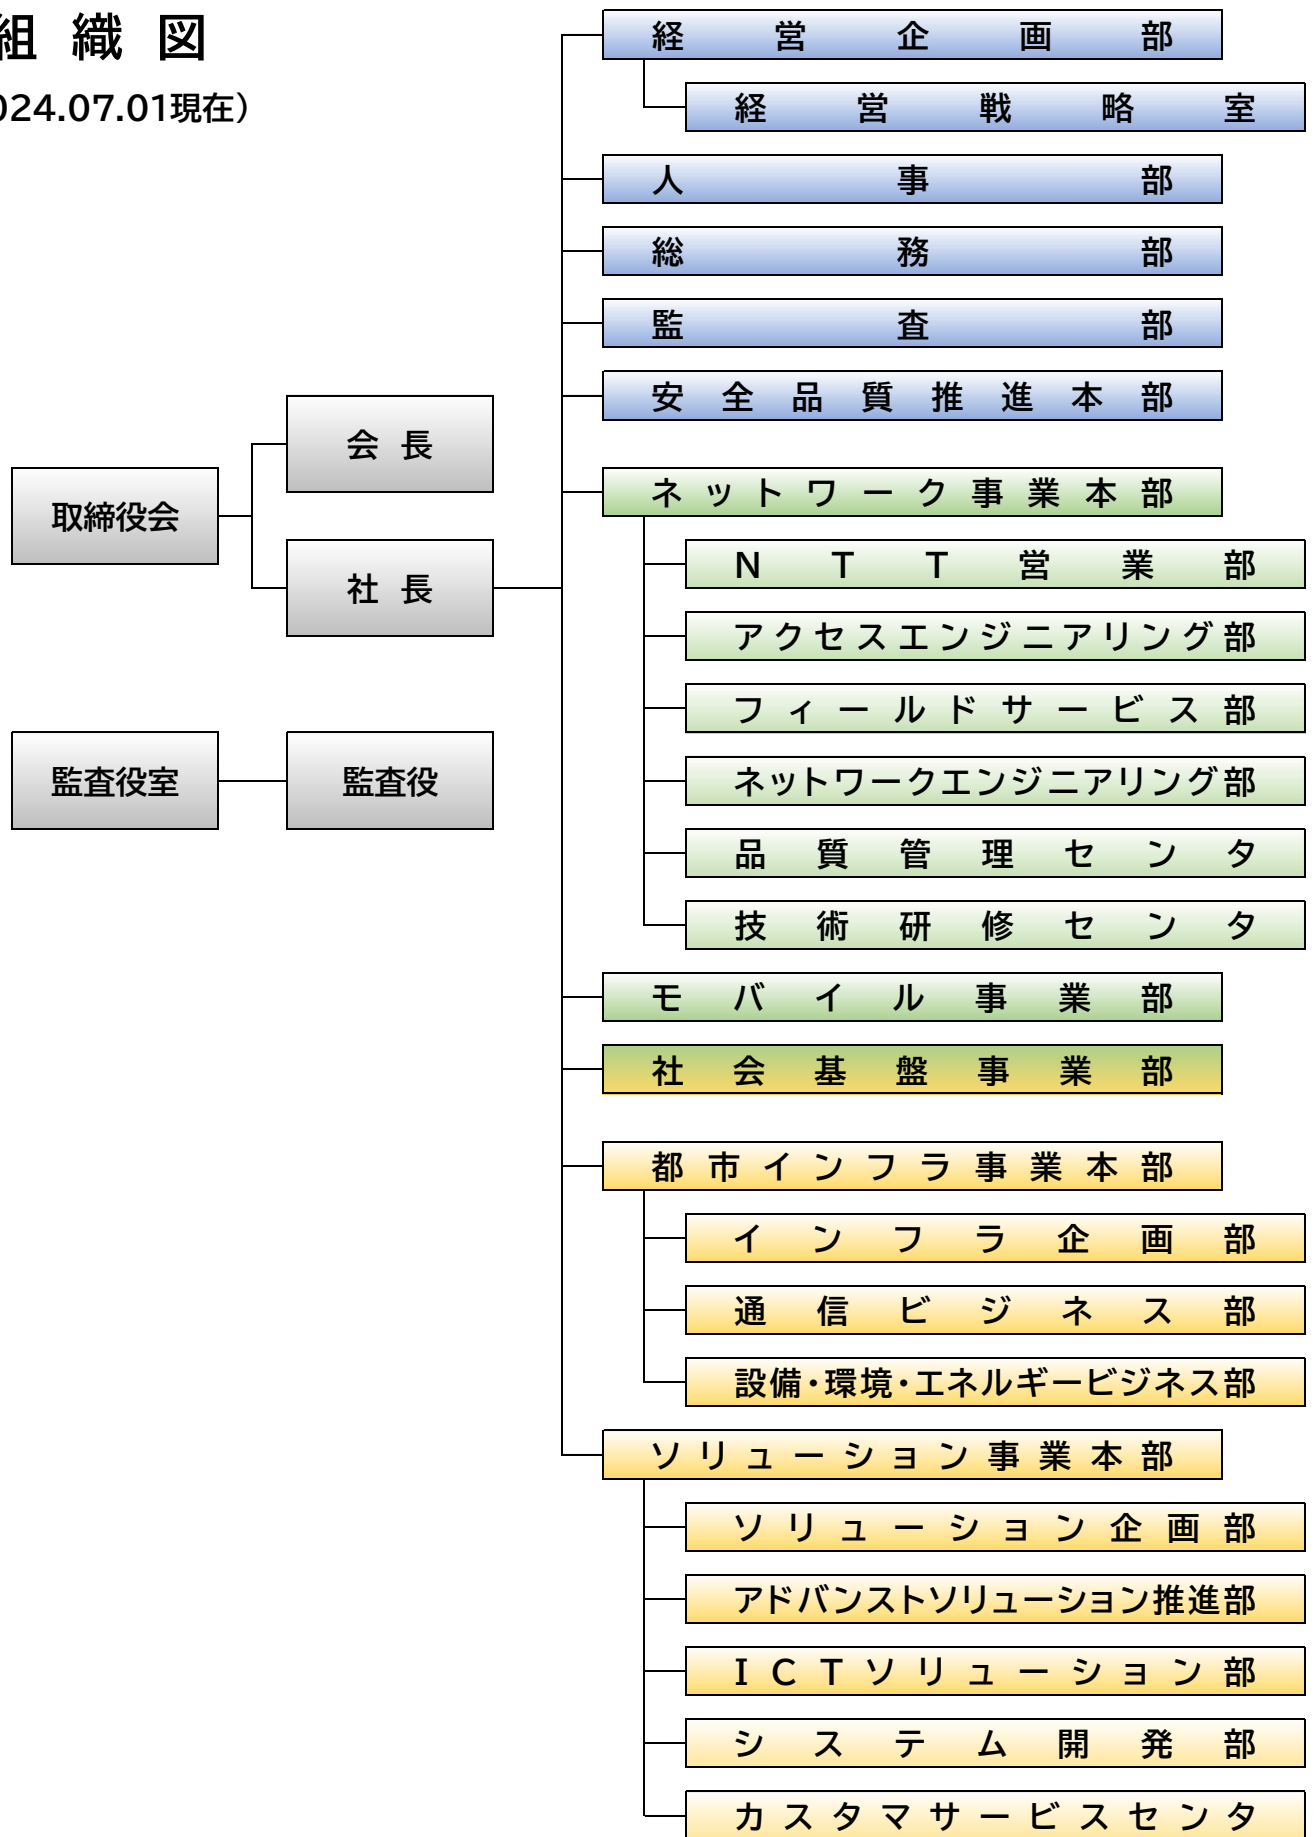 組織図
024.07.01現在）
経営企画部
経営戦略室
人事部
総務部
監査部
安全品質推進本部
会長
取締役会
社長
監査役室
監査役
ネットワーク事業本部
NTT営業部
アクセスエンジニアリング部
フィールドサービス部
ネットワークエンジニアリング部
品質管理センタ
技術研修センタ
モバイル事業部
社会基盤事業部
都市インフラ事業本部
インフラ企画部
通信ビジネス部
設備・環境・エネルギービジネス部
ソリューション事業本部
ソリューション企画部
アドバンストソリューション推進部
ICTソリューション部
システム開発部
カスタマサービスセンタ